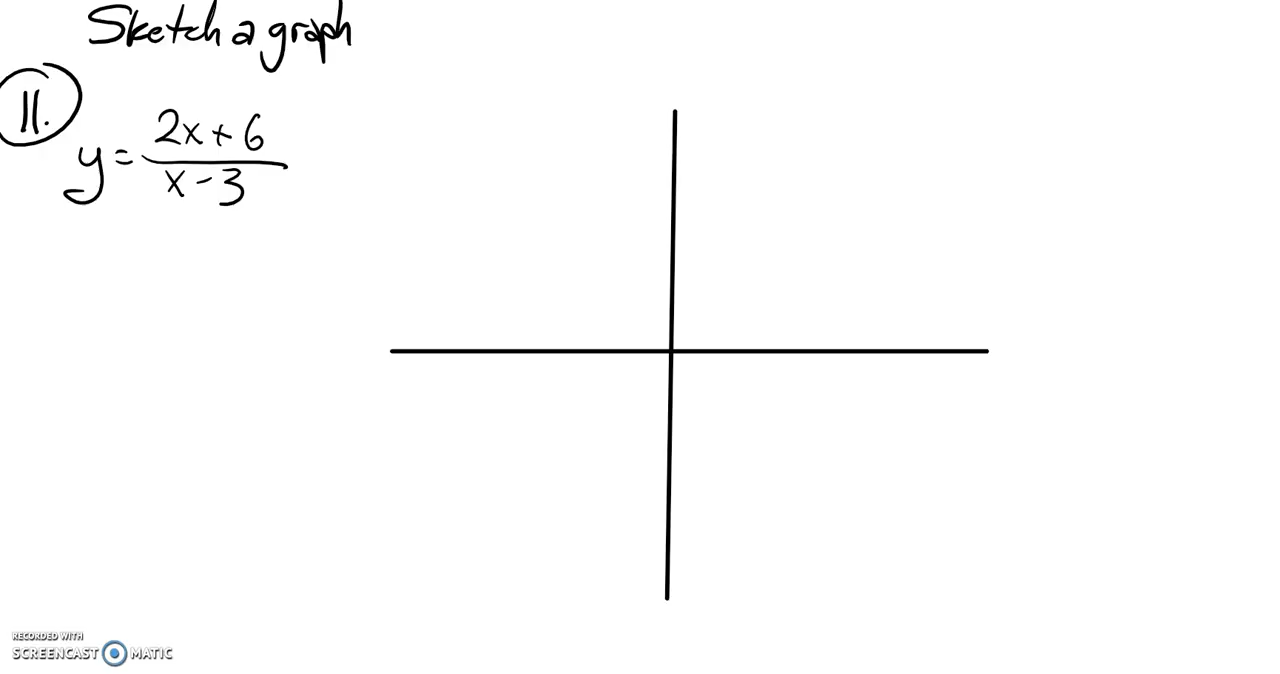 Sketch a graph
11.
y = 2x + 6
x - 3
RECORDED WITH
SCREENCAST MATIC